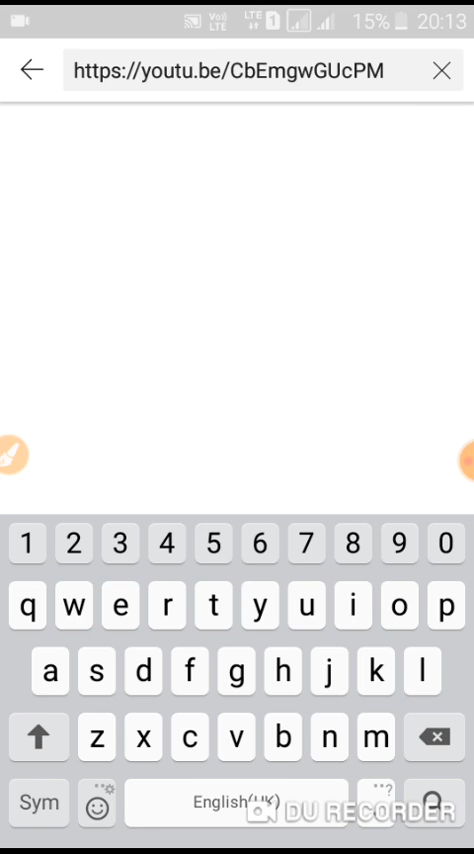 Vo) LTE LTE 1 15% 20:13
https://youtu.be/CbEmgwGUcPM
1 2 3 4 5 6 7 8 9 0
q w e r t y u i o p
a s d f g h j k l
z x c v b n m
Sym English(UK) ?
DU RECORDER